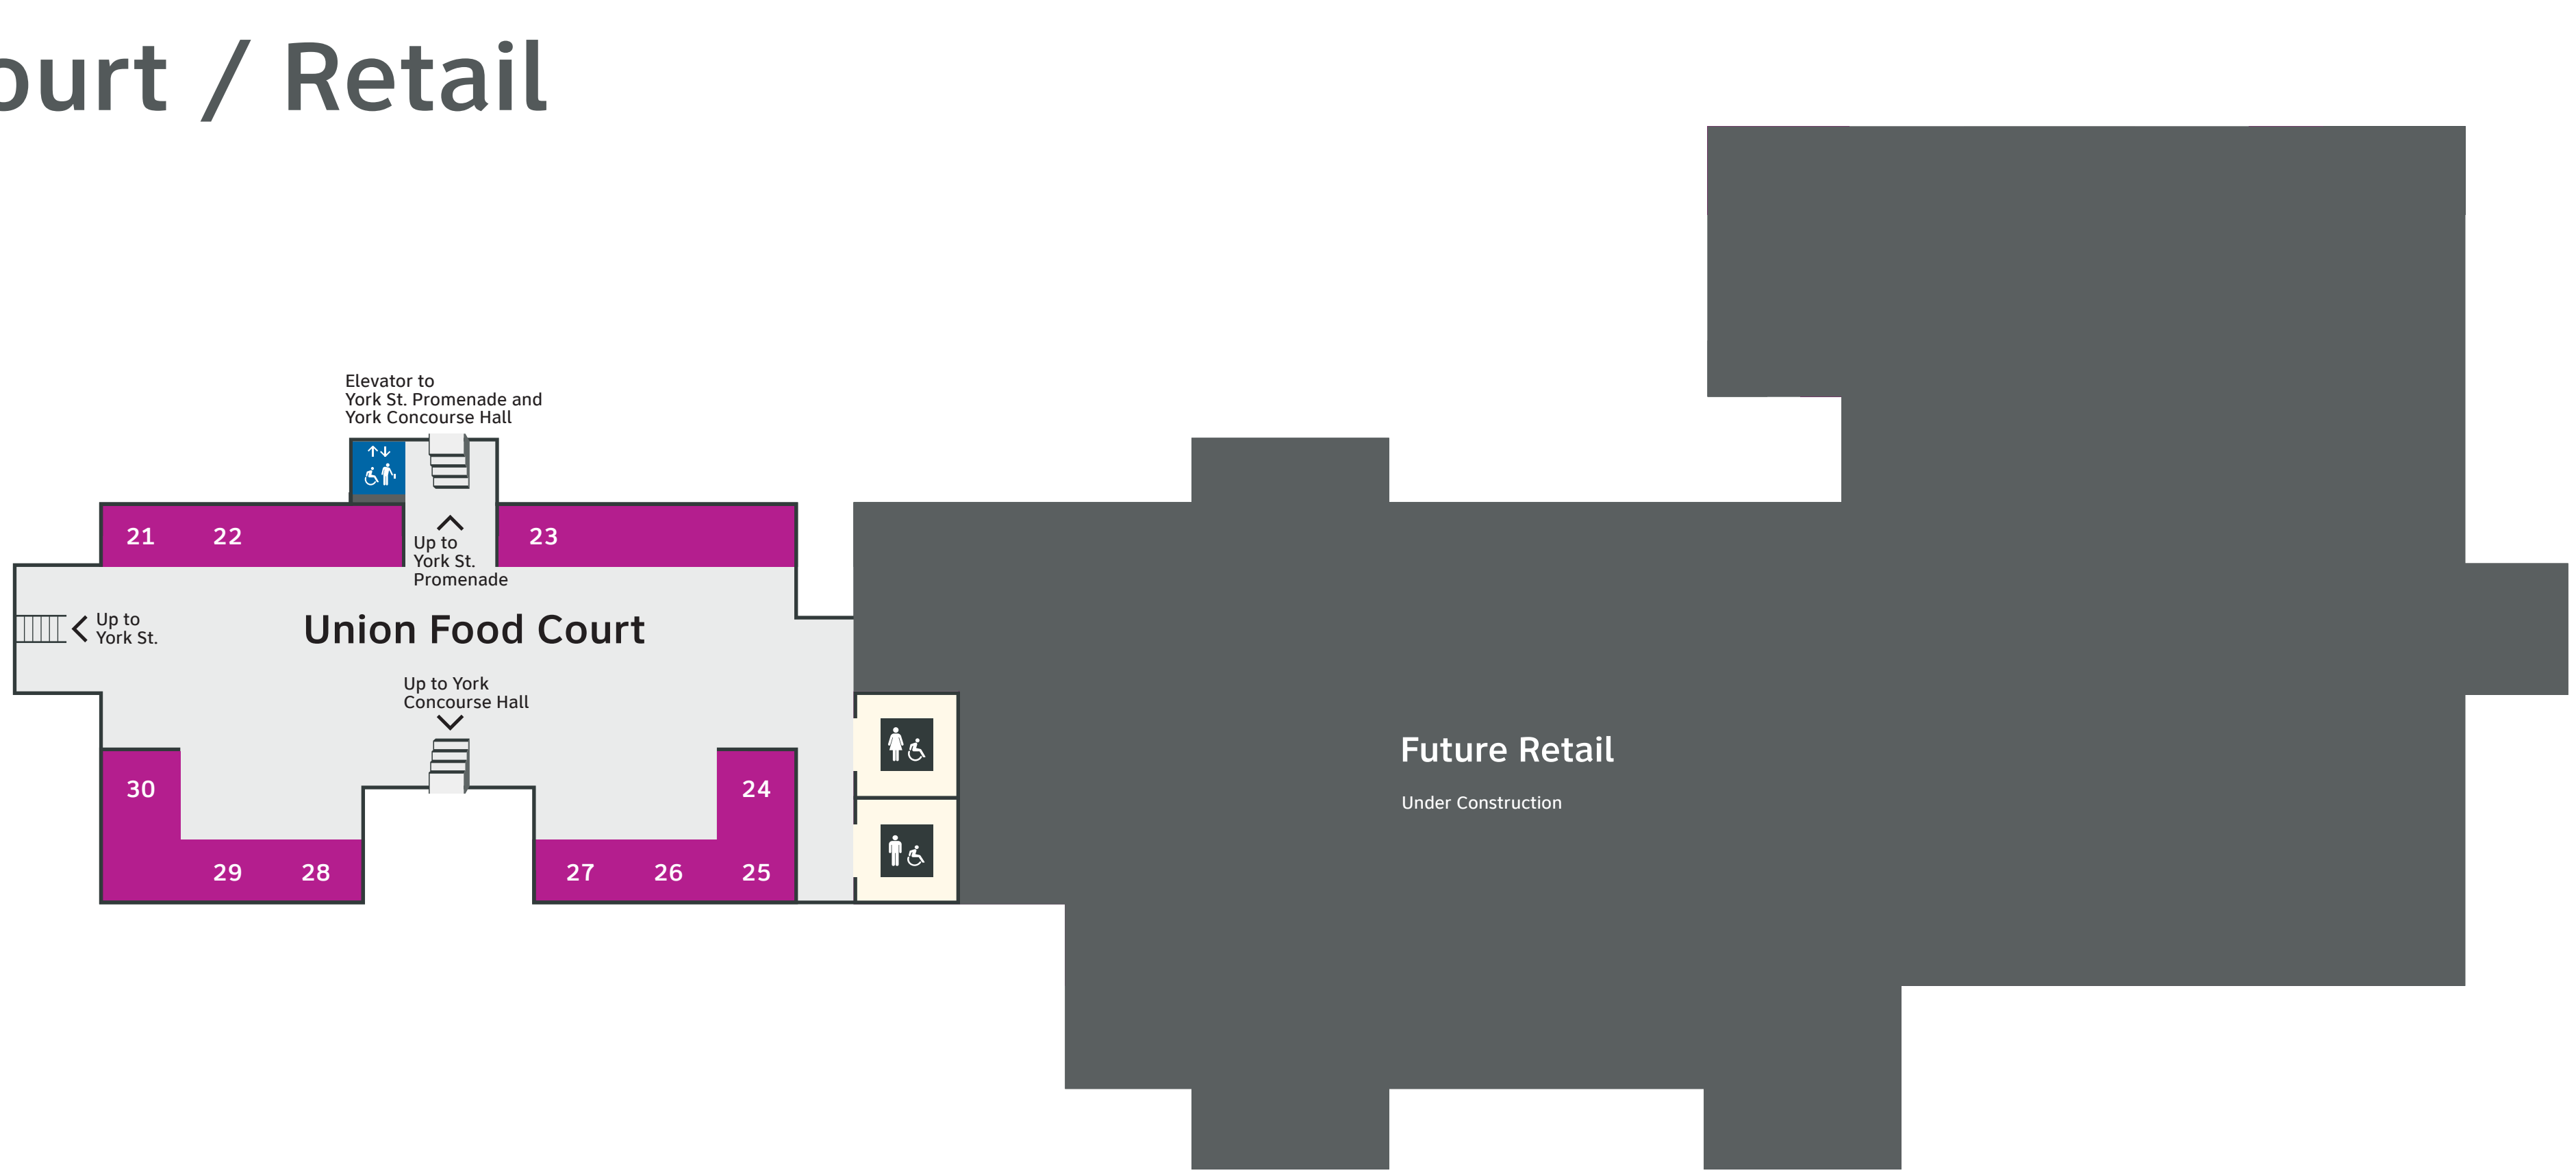 ourt / Retail
Elevator to
York St. Promenade and
York Concourse Hall
21
22
23
Up to
York St.
Promenade
Up to
York St.
Union Food Court
Up to York
Concourse Hall
30
24
29
28
27
26
25
Future Retail
Under Construction